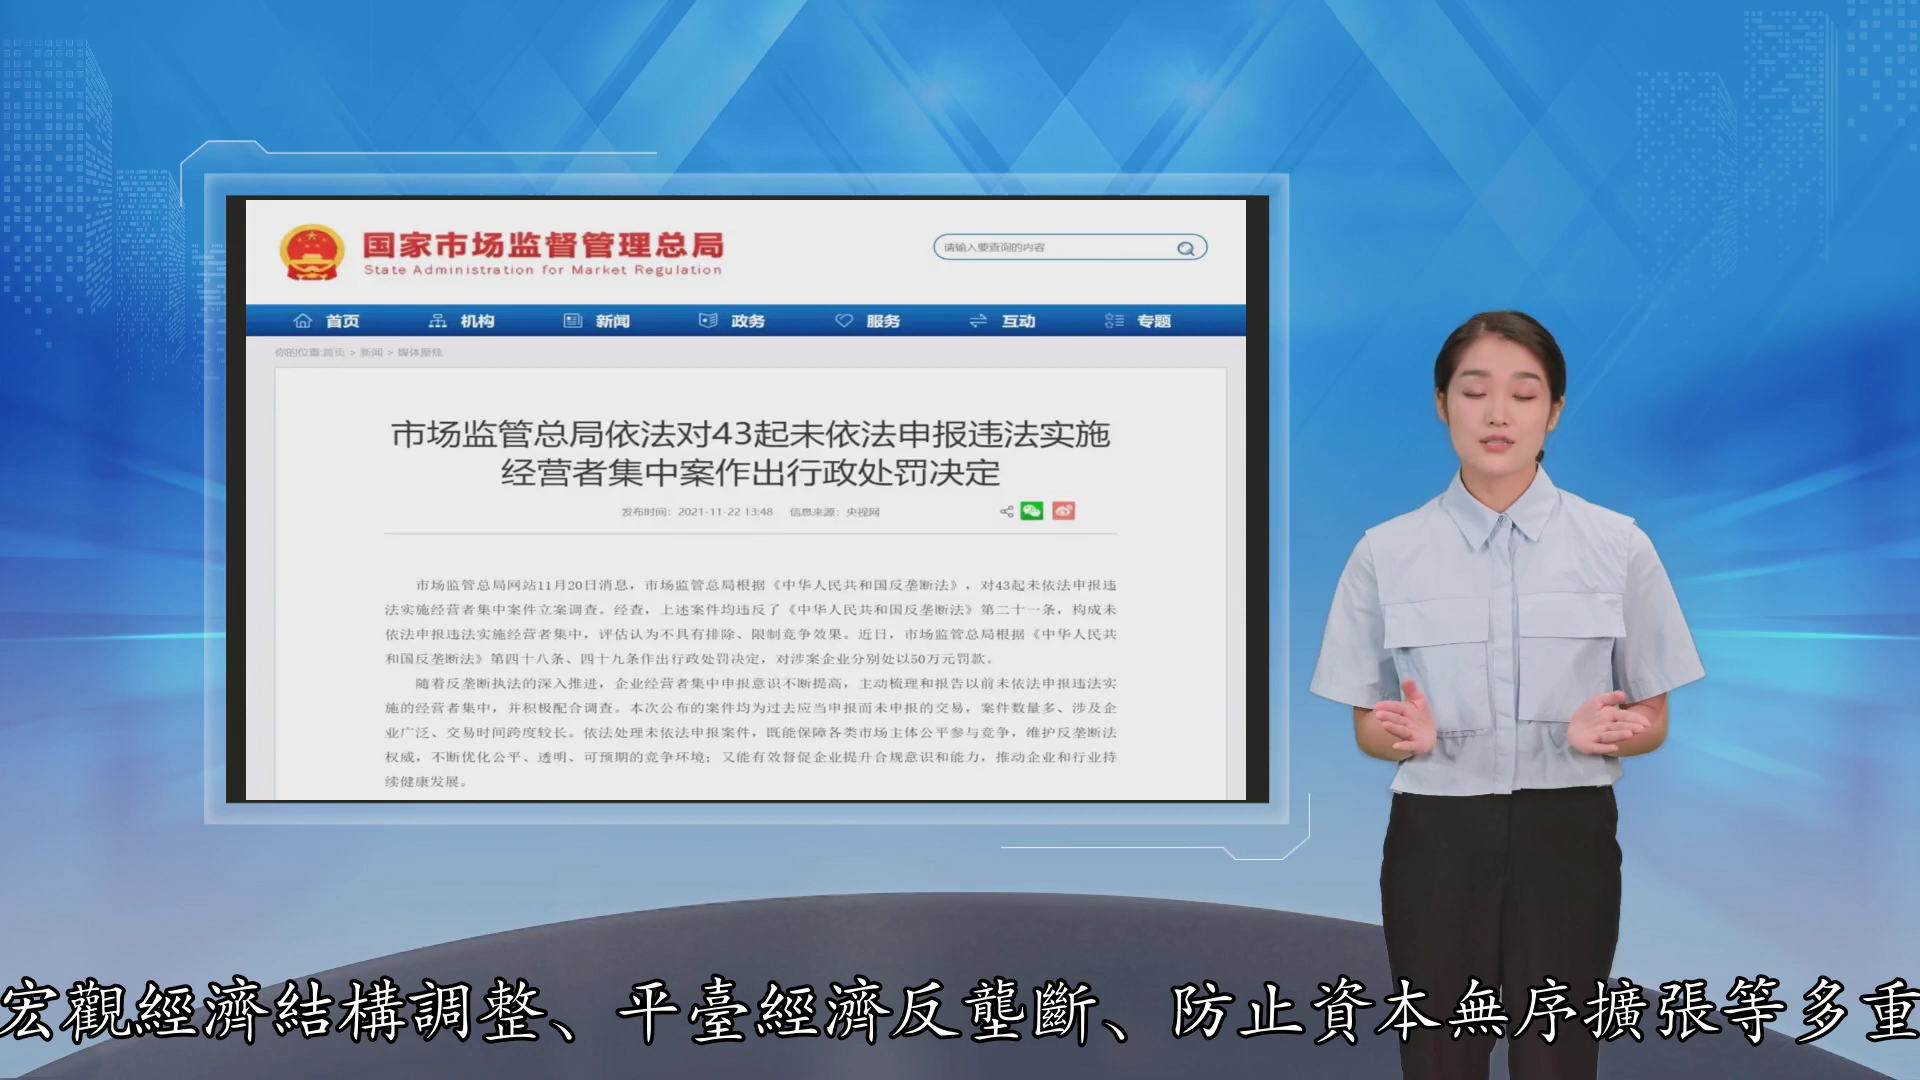 国家市场监督管理总局
State Administration for Market Regulation
请输入要查询的内容
首页 机构 新闻 政务 服务 互动 专题
你的位置:首页 > 新闻 > 媒体聚焦
市场监管总局依法对43起未依法申报违法实施
经营者集中案作出行政处罚决定
发布时间：2021-11-22 13:48 信息来源：央视网
市场监管总局网站11月20日消息，市场监管总局根据《中华人民共和国反垄断法》，对43起未依法申报违
法实施经营者集中案件立案调查。经查，上述案件均违反了《中华人民共和国反垄断法》第二十一条，构成未
依法申报违法实施经营者集中，评估认为不具有排除、限制竞争效果。近日，市场监管总局根据《中华人民共
和国反垄断法》第四十八条、四十九条作出行政处罚决定，对涉案企业分别处以50万元罚款。
随着反垄断执法的深入推进，企业经营者集中申报意识不断提高，主动梳理和报告以前未依法申报违法实
施的经营者集中，并积极配合调查。本次公布的案件均为过去应当申报而未申报的交易，案件数量多、涉及企
业广泛、交易时间跨度较长。依法处理未依法申报案件，既能保障各类市场主体公平参与竞争，维护反垄断法
权威，不断优化公平、透明、可预期的竞争环境；又能有效督促企业提升合规意识和能力，推动企业和行业持
续健康发展。
宏觀經濟結構調整、平臺經濟反壟斷、防止資本無序擴張等多重